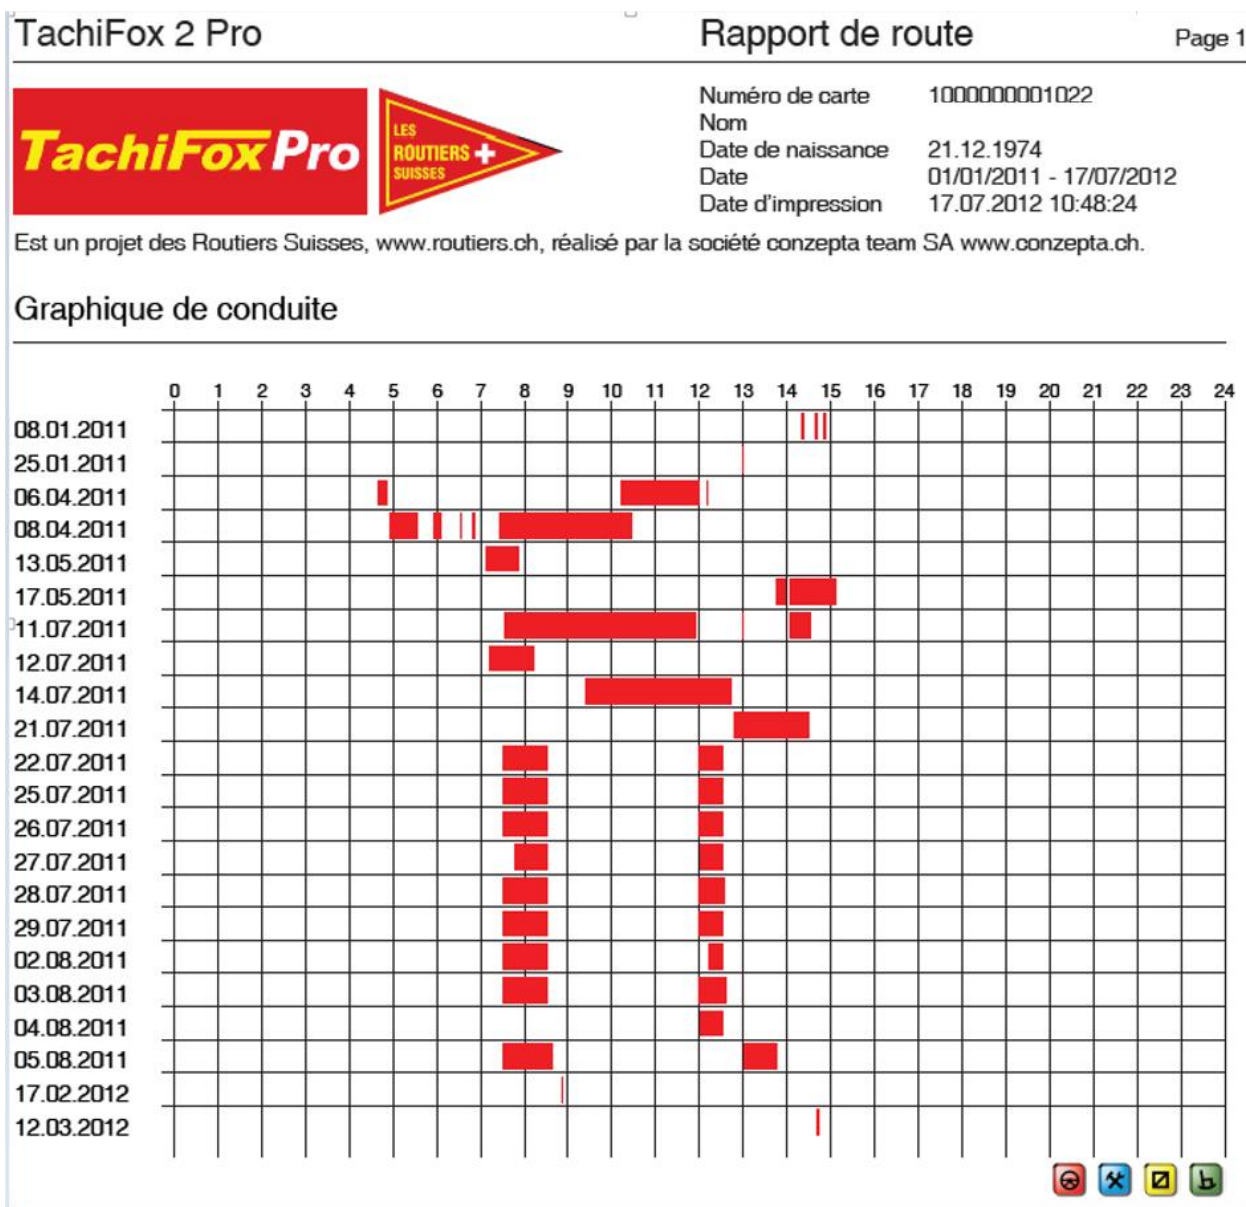 TachiFox 2 Pro Rapport de route Page 1
TachiFox Pro
LES
ROUTIERS
SUISSES
Numéro de carte 1000000001022
Nom
Date de naissance 21.12.1974
Date 01/01/2011 - 17/07/2012
Date d'impression 17.07.2012 10:48:24
Est un projet des Routiers Suisses, www.routiers.ch, réalisé par la société conzepta team SA www.conzepta.ch.
Graphique de conduite
0 1 2 3 4 5 6 7 8 9 10 11 12 13 14 15 16 17 18 19 20 21 22 23 24
08.01.2011
25.01.2011
06.04.2011
08.04.2011
13.05.2011
17.05.2011
11.07.2011
12.07.2011
14.07.2011
21.07.2011
22.07.2011
25.07.2011
26.07.2011
27.07.2011
28.07.2011
29.07.2011
02.08.2011
03.08.2011
04.08.2011
05.08.2011
17.02.2012
12.03.2012